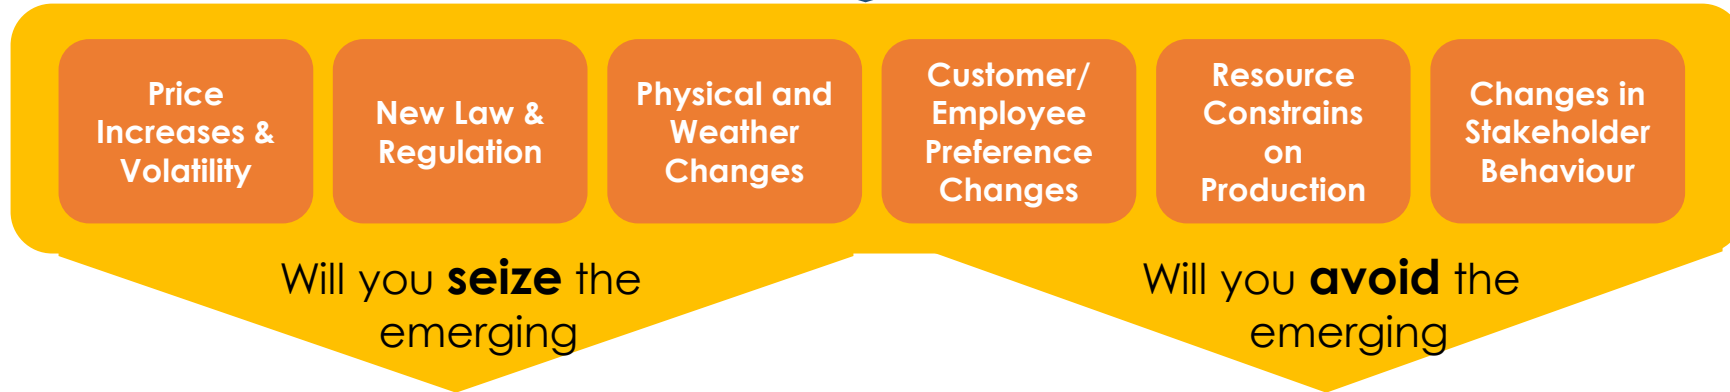 Price
Increases &
Volatility
New Law &
Regulation
Physical and
Weather
Changes
Customer/
Employee
Preference
Changes
Resource
Constrains
on
Production
Changes in
Stakeholder
Behaviour
Will you seize the
emerging
Will you avoid the
emerging